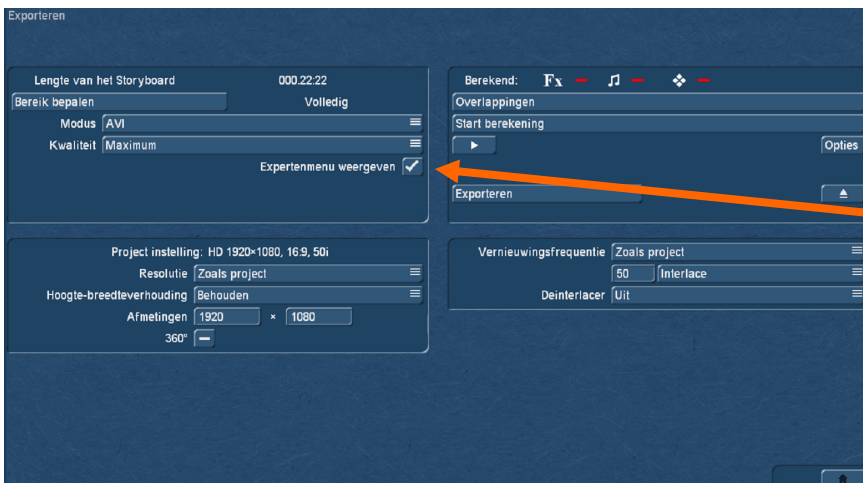 Exporteren
Lengte van het Storyboard 000.22:22
Bereik bepalen Volledig
Modus AVI
Kwaliteit Maximum
Expertenmenu weergeven
Berekend: Fx
Overlappingen
Start berekening
Opties
Exporteren
Project instelling: HD 1920×1080, 16:9, 50i
Resolutie Zoals project
Hoogte-breedteverhouding Behouden
Afmetingen 1920 × 1080
360°
Vernieuwingsfrequentie Zoals project
50 Interlace
Deinterlacer Uit